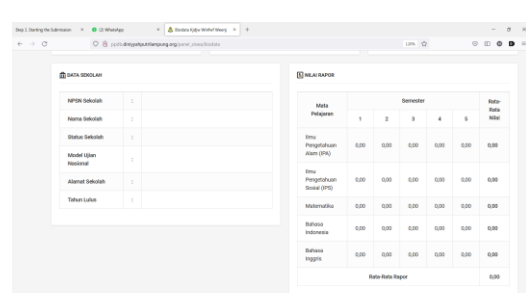 Step 1. Starting the Submission
(2) WhatsApp
120%
DATA SEKOLAH
NPSN Sekolah :
Nama Sekolah :
Status Sekolah :
Model Ujian
Nasional :
Alamat Sekolah :
Tahun Lulus :
NILAI RAPOR
Mata
Pelajaran
Semester
Rata-
Rata
Nilai
1 2 3 4 5
Ilmu
Pengetahuan
Alam (IPA)
0,00 0,00 0,00 0,00 0,00 0,00
Ilmu
Pengetahuan
Sosial (IPS)
0,00 0,00 0,00 0,00 0,00 0,00
Matematika 0,00 0,00 0,00 0,00 0,00 0,00
Bahasa
Indonesia
0,00 0,00 0,00 0,00 0,00 0,00
Bahasa
Inggris
0,00 0,00 0,00 0,00 0,00 0,00
Rata-Rata Rapor 0,00